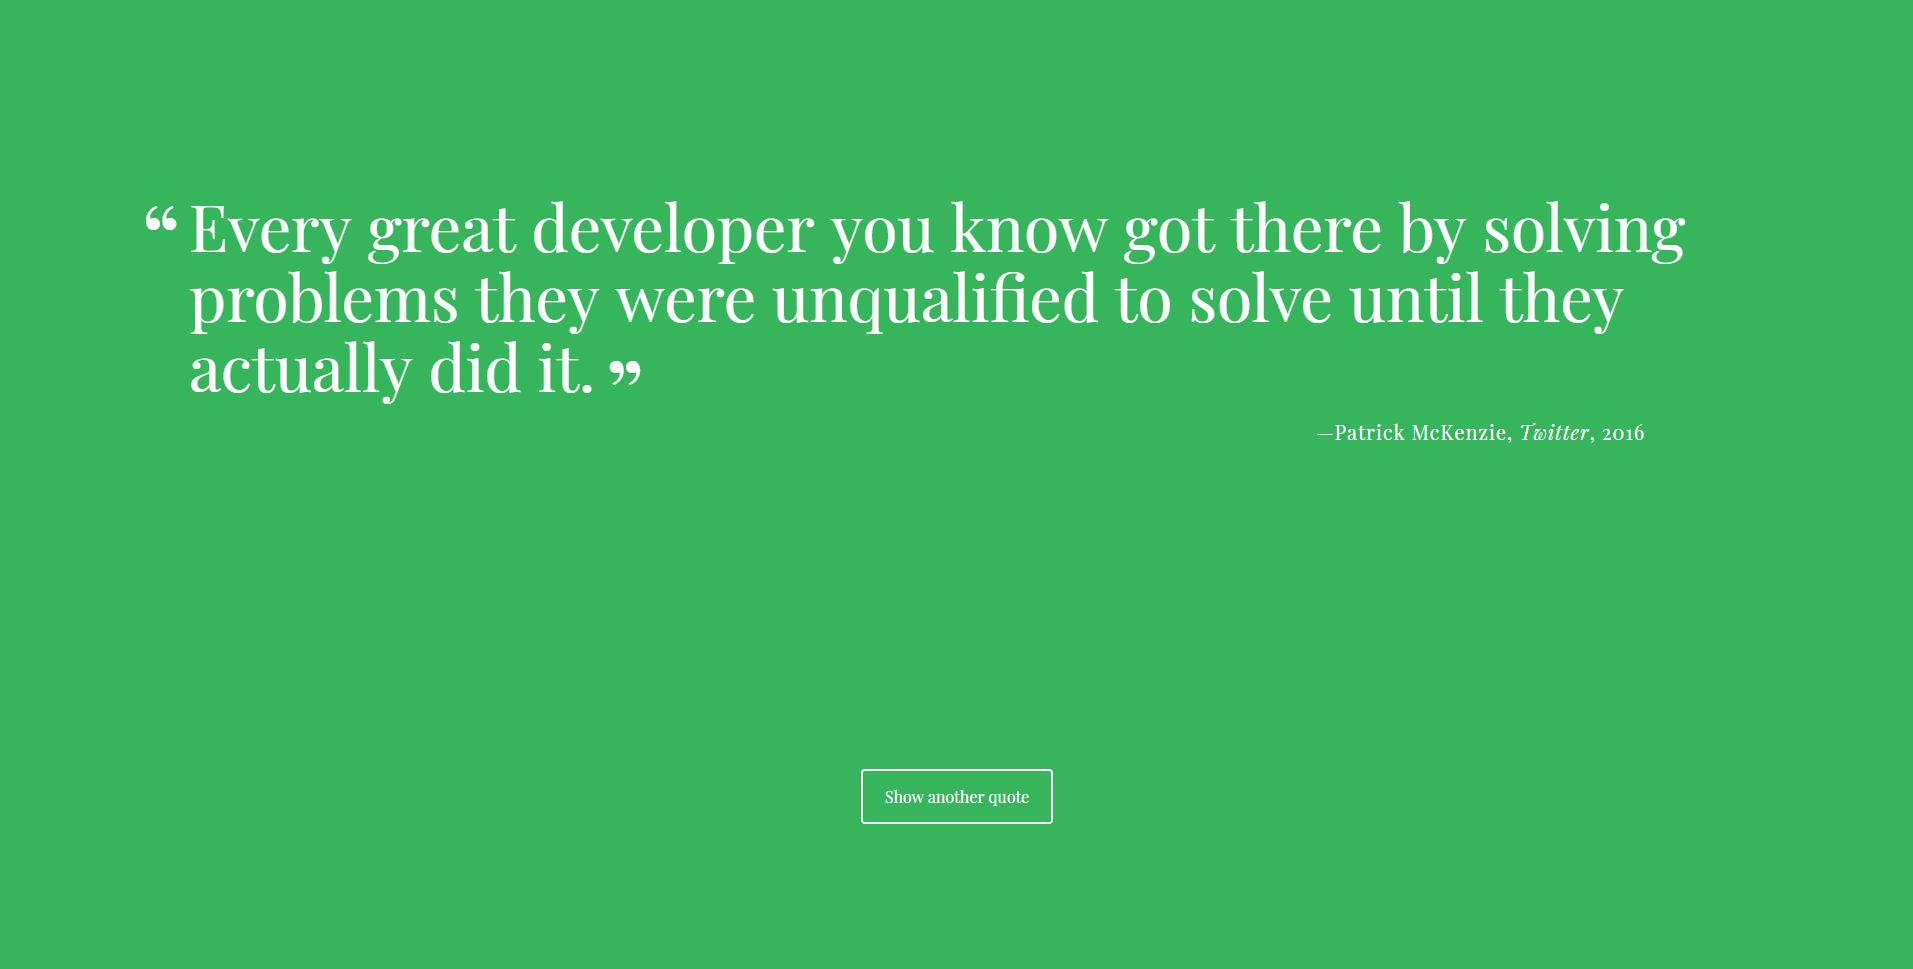 “ Every great developer you know got there by solving
problems they were unqualified to solve until they
actually did it. ”
—Patrick McKenzie, Twitter, 2016
Show another quote